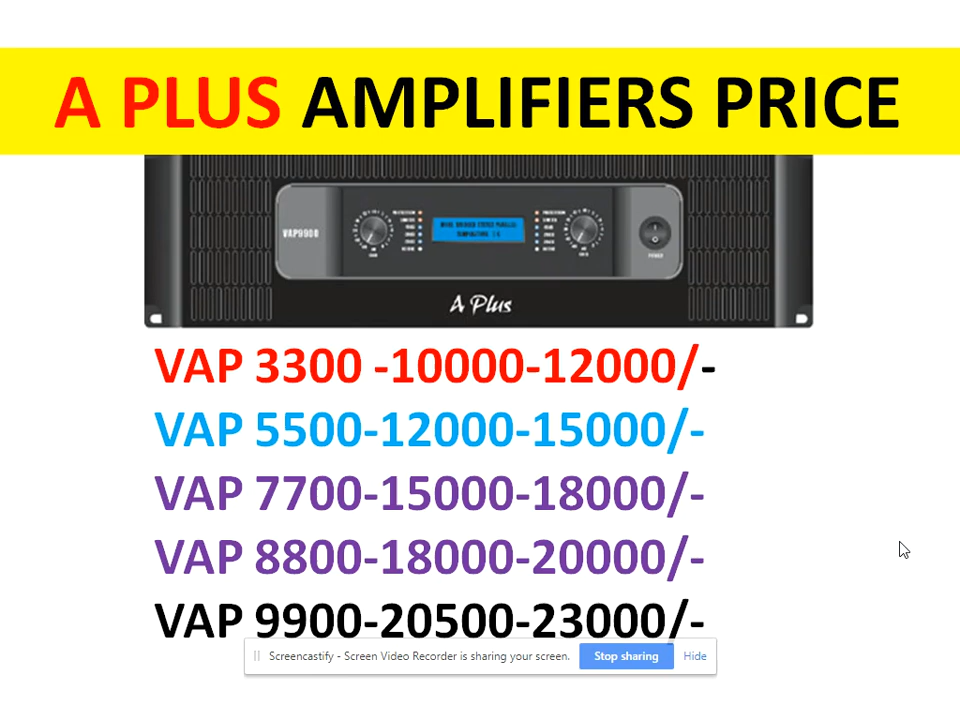 A PLUS AMPLIFIERS PRICE
VAP9900
POWER
A Plus
VAP 3300 -10000-12000/-
VAP 5500-12000-15000/-
VAP 7700-15000-18000/-
VAP 8800-18000-20000/-
VAP 9900-20500-23000/-
Screencastify - Screen Video Recorder is sharing your screen. Stop sharing Hide